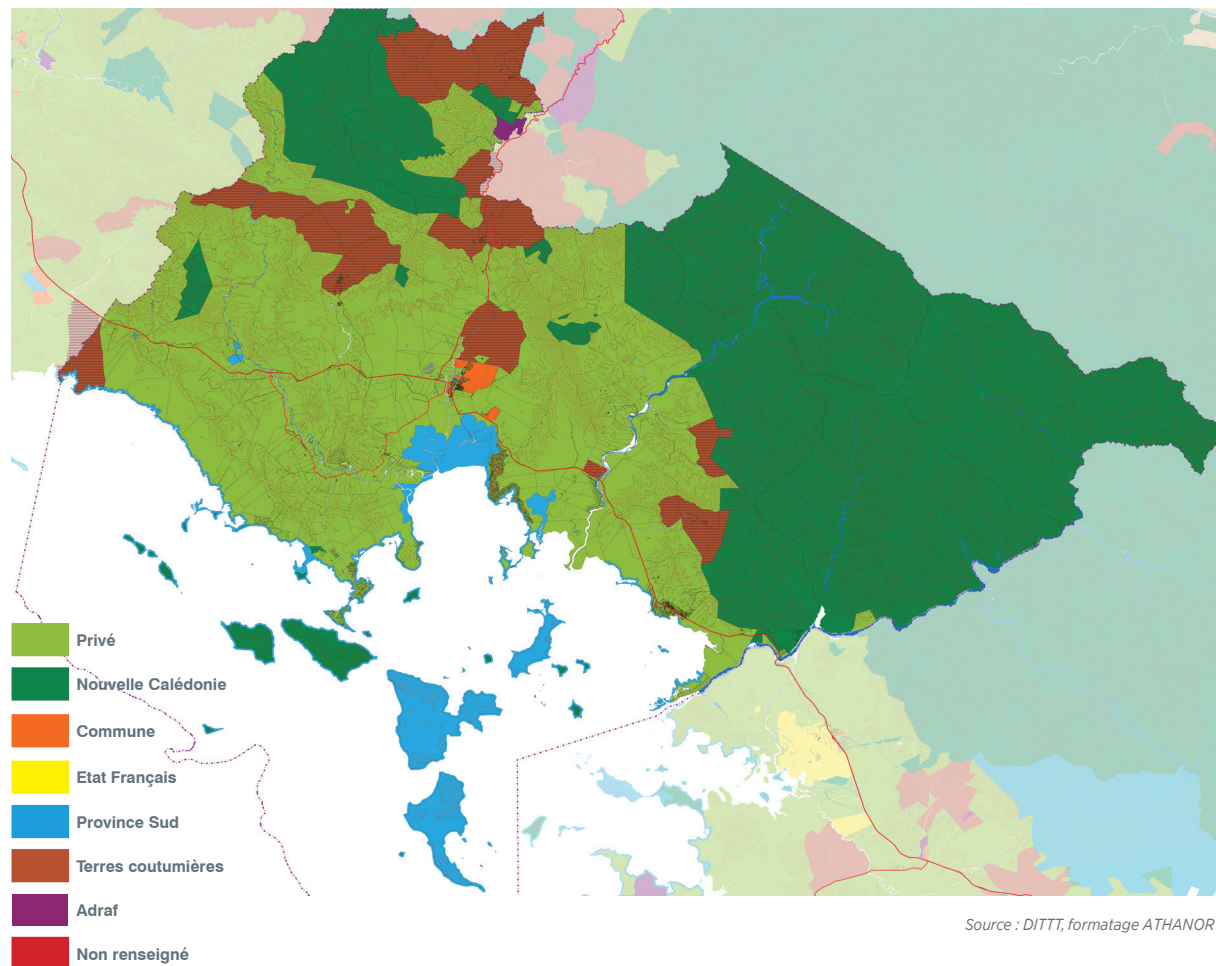 Privé
Nouvelle Calédonie
Commune
Etat Français
Province Sud
Terres coutumières
Adraf
Non renseigné
Source : DITTT, formatage ATHANOR